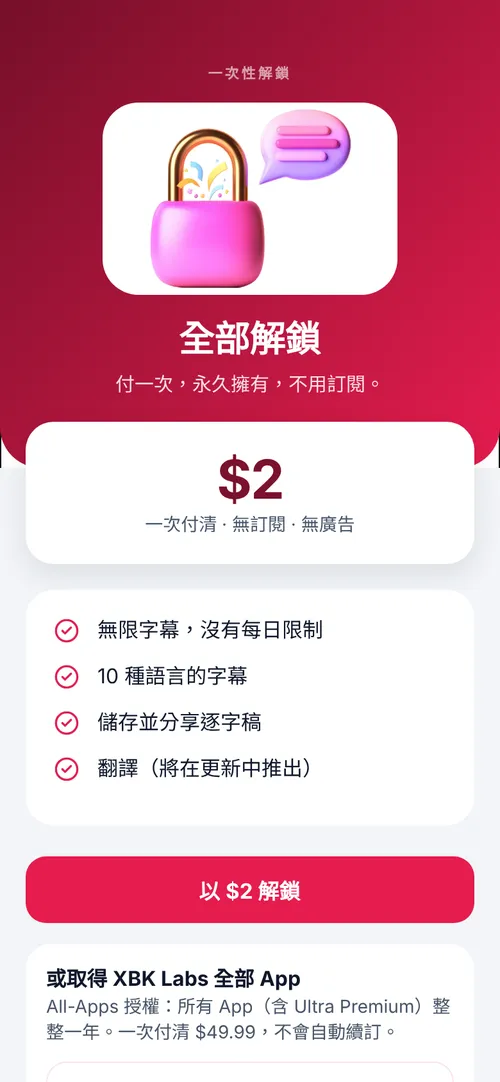 一次性解鎖
全部解鎖
付一次，永久擁有，不用訂閱。
$2
一次付清 · 無訂閱 · 無廣告
無限字幕，沒有每日限制
10 種語言的字幕
儲存並分享逐字稿
翻譯（將在更新中推出）
以 $2 解鎖
或取得 XBK Labs 全部 App
All-Apps 授權：所有 App（含 Ultra Premium）整
整一年。一次付清 $49.99，不會自動續訂。